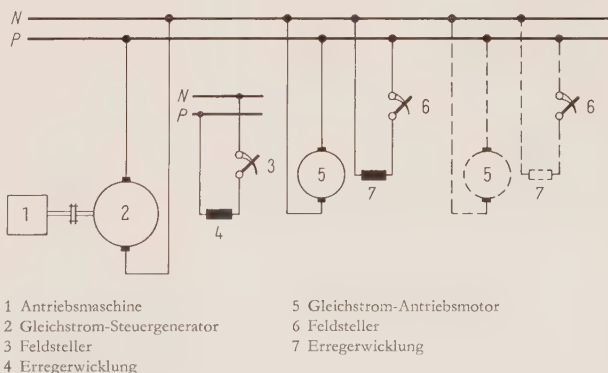 N
P
N
P
6
6
3
5
5
7
7
1
2
4
1 Antriebsmaschine
2 Gleichstrom-Steuergenerator
3 Feldsteller
4 Erregerwicklung
5 Gleichstrom-Antriebsmotor
6 Feldsteller
7 Erregerwicklung